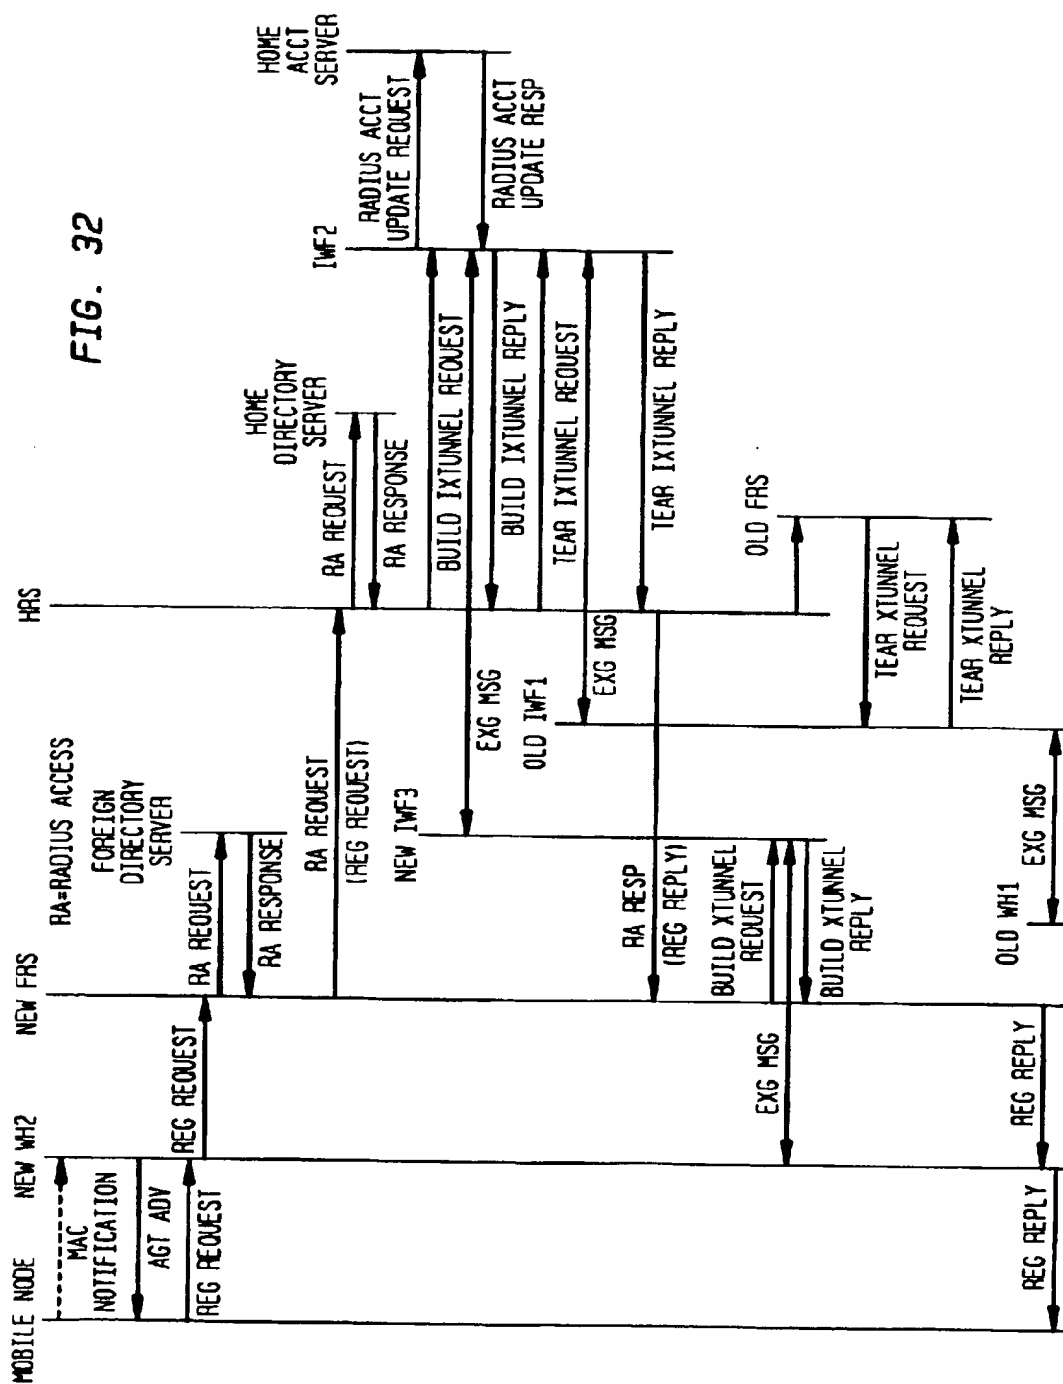 FIG. 32
RA=RADIUS ACCESS
MOBILE NODE
NEW WH2
NEW FRS
FOREIGN
DIRECTORY
SERVER
HRS
HOME
DIRECTORY
SERVER
IWF2
HOME
ACCT
SERVER
MAC
NOTIFICATION
AGT ADV
REG REQUEST
REG REQUEST
RA REQUEST
RA RESPONSE
RA REQUEST
(REG REQUEST)
RA REQUEST
RA RESPONSE
RADIUS ACCT
UPDATE REQUEST
BUILD IXTUNNEL REQUEST
NEW IWF3
EXG MSG
RADIUS ACCT
UPDATE RESP
BUILD IXTUNNEL REPLY
OLD IWF1
TEAR IXTUNNEL REQUEST
EXG MSG
TEAR IXTUNNEL REPLY
RA RESP
(REG REPLY)
BUILD XTUNNEL
REQUEST
EXG MSG
BUILD XTUNNEL
REPLY
OLD FRS
TEAR XTUNNEL
REQUEST
TEAR XTUNNEL
REPLY
OLD WH1
EXG MSG
REG REPLY
REG REPLY